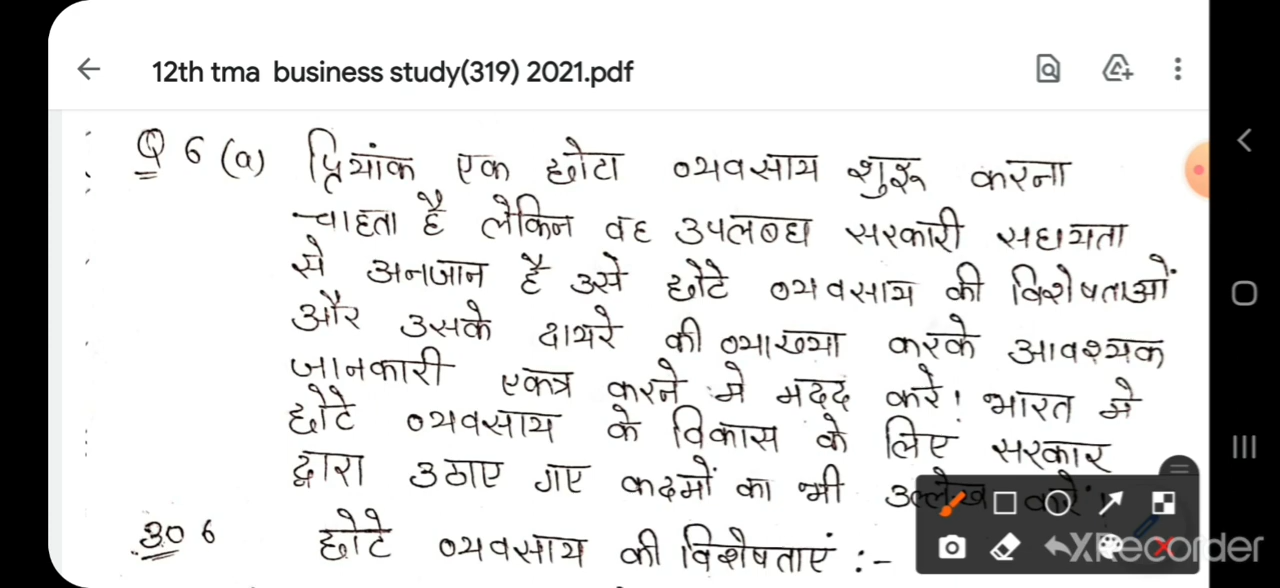 12th tma business study(319) 2021.pdf
Q 6 (a) प्रियांक एक छोटा व्यवसाय शुरू करना
चाहता है लेकिन वह उपलब्ध सरकारी सहायता
से अनजान है उसे छोटे व्यवसाय की विशेषताओं
और उसके दायरे की व्याख्या करके आवश्यक
जानकारी एकत्र करने में मदद करें! भारत में
छोटे व्यवसाय के विकास के लिए सरकार
द्वारा उठाए गए कदमों का भी उल्लेख करें
उ० 6 छोटे व्यवसाय की विशेषताएं :-
XRecorder